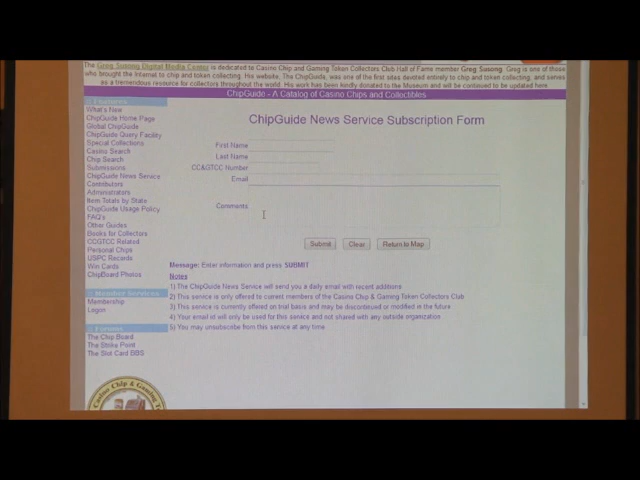 The Greg Susong Digital Media Center is dedicated to Casino Chip and Gaming Token Collectors Club Hall of Fame member Greg Susong. Greg is one of those
who brought the Internet to chip and token collecting. His website, The ChipGuide, was one of the first sites devoted entirely to chip and token collecting, and serves
as a tremendous resource for collectors throughout the world. His work has been kindly donated to the Museum and will be continued to be updated here
ChipGuide - A Catalog of Casino Chips and Collectibles
Features
What's New
ChipGuide Home Page
Global ChipGuide
ChipGuide Query Facility
Special Collections
Casino Search
Chip Search
Submissions
ChipGuide News Service
Contributors
Administrators
Item Totals by State
ChipGuide Usage Policy
FAQ's
Other Guides
Books for Collectors
CCGTCC Related
Personal Chips
USPC Records
Win Cards
ChipBoard Photos
Member Services
Membership
Login
Forums
The Chip Board
The Strike Point
The Slot Card BBS
Casino Chip & Gaming To
ChipGuide News Service Subscription Form
First Name
Last Name
CC&GTCC Number
Email
Comments
Submit Clear Return to Map
Message: Enter information and press SUBMIT
Notes
1) The ChipGuide News Service will send you a daily email with recent additions
2) This service is only offered to current members of the Casino Chip & Gaming Token Collectors Club
3) This service is currently offered on trial basis and may be discontinued or modified in the future
4) Your email id will only be used for this service and not shared with any outside organization
5) You may unsubscribe from this service at any time